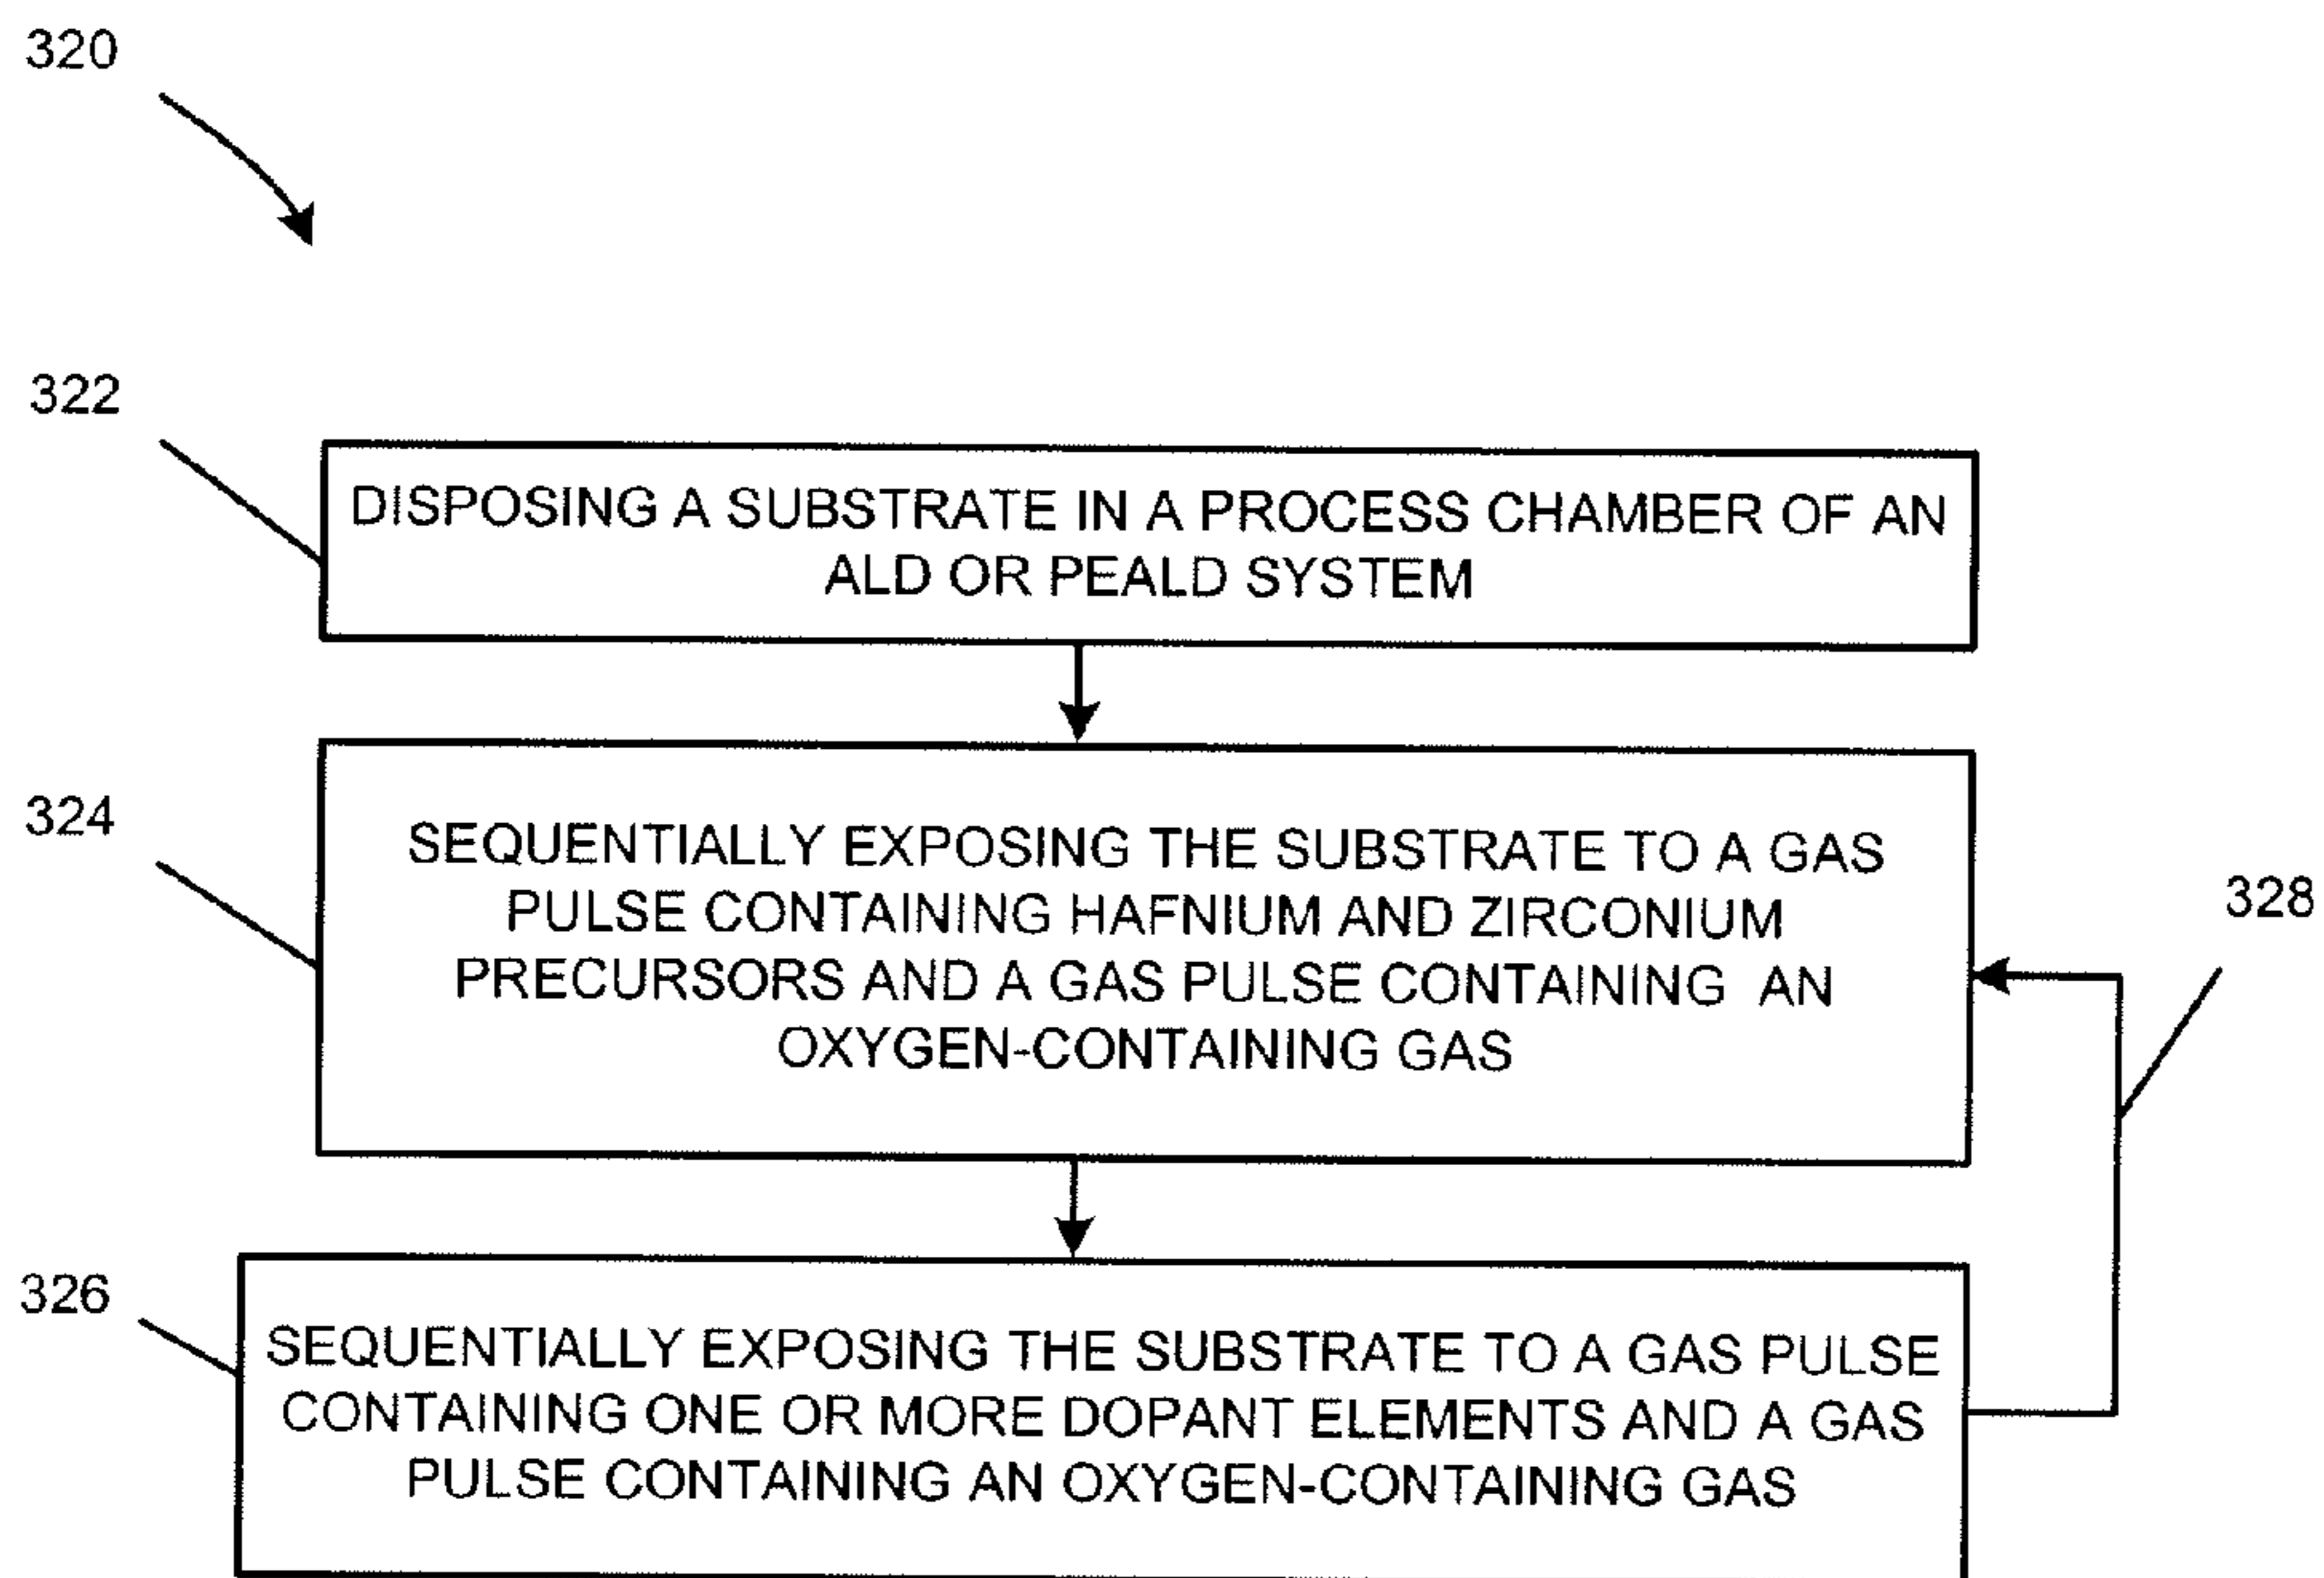 320
322
DISPOSING A SUBSTRATE IN A PROCESS CHAMBER OF AN
ALD OR PEALD SYSTEM
324
SEQUENTIALLY EXPOSING THE SUBSTRATE TO A GAS
PULSE CONTAINING HAFNIUM AND ZIRCONIUM
PRECURSORS AND A GAS PULSE CONTAINING AN
OXYGEN-CONTAINING GAS
328
326
SEQUENTIALLY EXPOSING THE SUBSTRATE TO A GAS PULSE
CONTAINING ONE OR MORE DOPANT ELEMENTS AND A GAS
PULSE CONTAINING AN OXYGEN-CONTAINING GAS